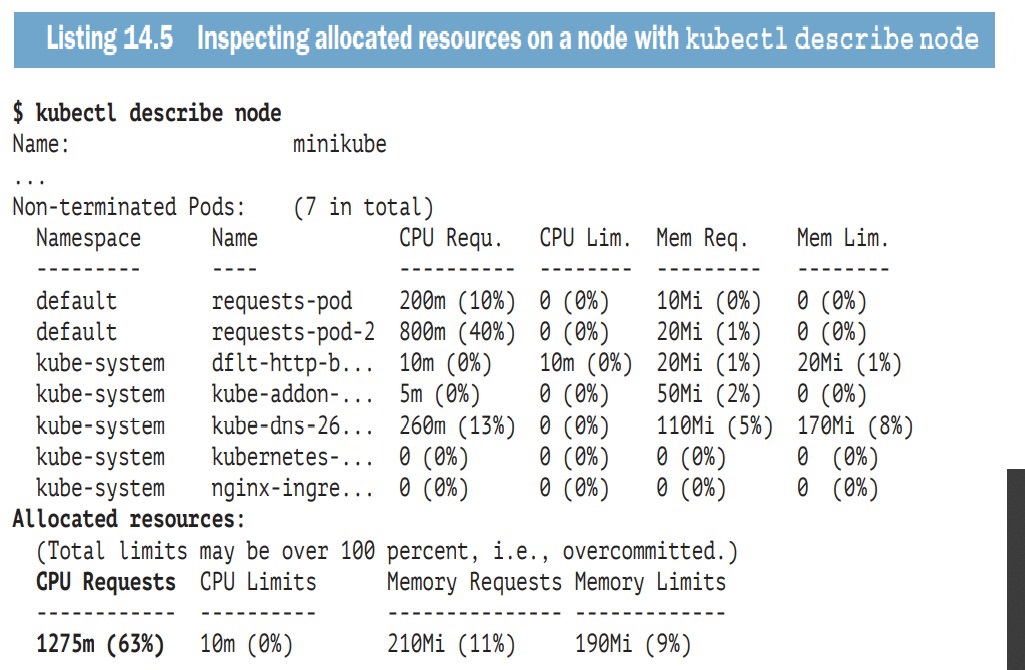 Listing 14.5 Inspecting allocated resources on a node with kubectl describe node
$ kubectl describe node
Name: minikube
...
Non-terminated Pods: (7 in total)
Namespace Name CPU Requ. CPU Lim. Mem Req. Mem Lim.
--------- ---- ---------- -------- --------- --------
default requests-pod 200m (10%) 0 (0%) 10Mi (0%) 0 (0%)
default requests-pod-2 800m (40%) 0 (0%) 20Mi (1%) 0 (0%)
kube-system dflt-http-b... 10m (0%) 10m (0%) 20Mi (1%) 20Mi (1%)
kube-system kube-addon-... 5m (0%) 0 (0%) 50Mi (2%) 0 (0%)
kube-system kube-dns-26... 260m (13%) 0 (0%) 110Mi (5%) 170Mi (8%)
kube-system kubernetes-... 0 (0%) 0 (0%) 0 (0%) 0 (0%)
kube-system nginx-ingre... 0 (0%) 0 (0%) 0 (0%) 0 (0%)
Allocated resources:
(Total limits may be over 100 percent, i.e., overcommitted.)
CPU Requests CPU Limits Memory Requests Memory Limits
------------ ---------- --------------- -------------
1275m (63%) 10m (0%) 210Mi (11%) 190Mi (9%)